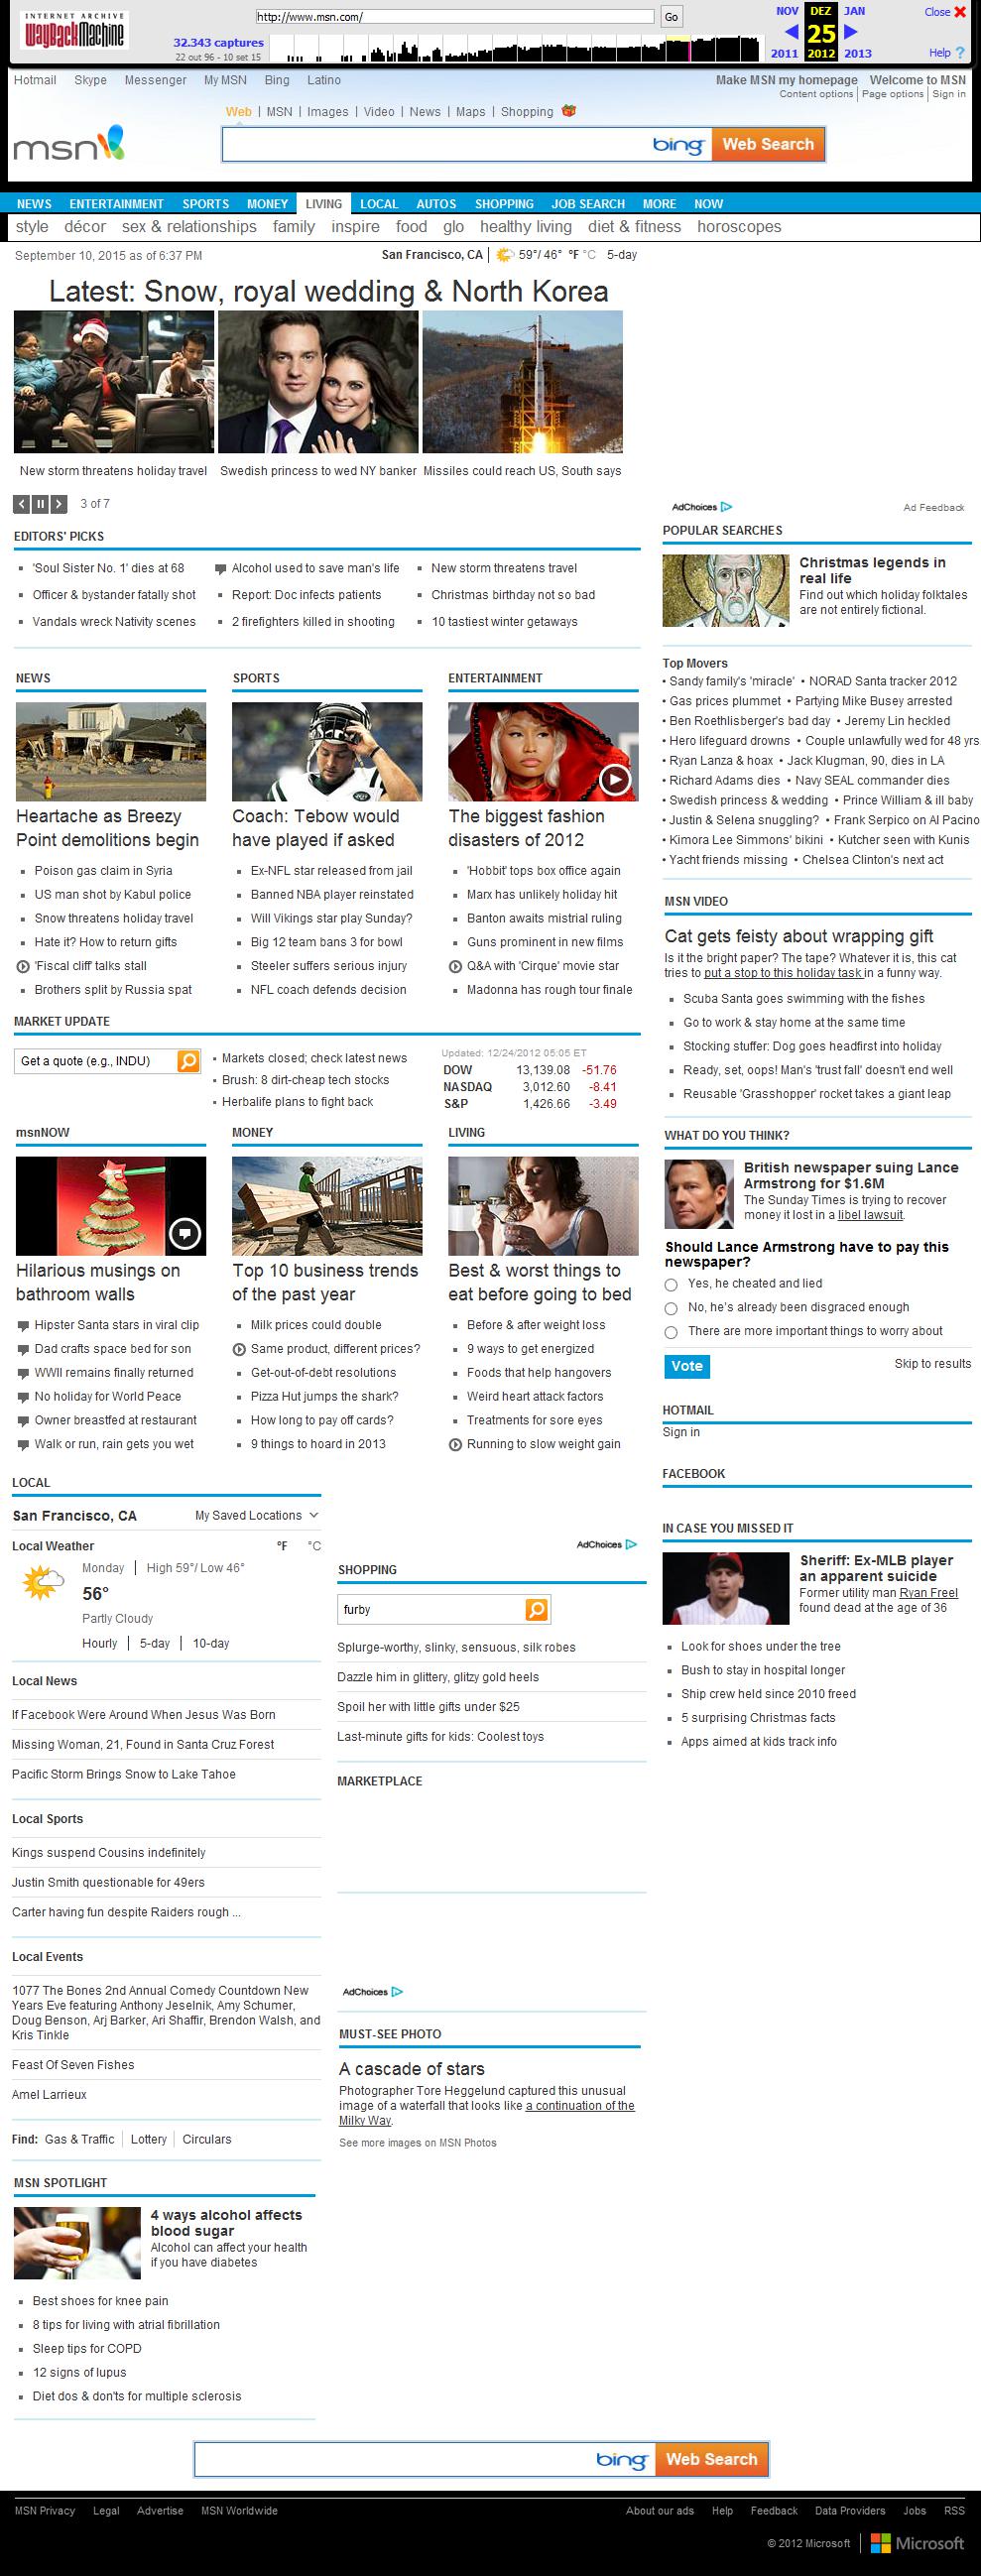 INTERNET ARCHIVE
WayBackMachine
http://www.msn.com/
Go
32.343 captures
22 out 96 - 10 set 15
NOV DEZ JAN
25
2011 2012 2013
Close
Help ?
Hotmail Skype Messenger My MSN Bing Latino
Make MSN my homepage Welcome to MSN
Content options Page options Sign in
Web | MSN | Images | Video | News | Maps | Shopping
msn
bing Web Search
NEWS ENTERTAINMENT SPORTS MONEY LIVING LOCAL AUTOS SHOPPING JOB SEARCH MORE NOW
style décor sex & relationships family inspire food glo healthy living diet & fitness horoscopes
September 10, 2015 as of 6:37 PM
San Francisco, CA | 59°/ 46° °F °C 5-day
Latest: Snow, royal wedding & North Korea
New storm threatens holiday travel
Swedish princess to wed NY banker
Missiles could reach US, South says
3 of 7
EDITORS' PICKS
'Soul Sister No. 1' dies at 68
Officer & bystander fatally shot
Vandals wreck Nativity scenes
Alcohol used to save man's life
Report: Doc infects patients
2 firefighters killed in shooting
New storm threatens travel
Christmas birthday not so bad
10 tastiest winter getaways
NEWS
Heartache as Breezy
Point demolitions begin
Poison gas claim in Syria
US man shot by Kabul police
Snow threatens holiday travel
Hate it? How to return gifts
'Fiscal cliff' talks stall
Brothers split by Russia spat
SPORTS
JETS
Coach: Tebow would
have played if asked
Ex-NFL star released from jail
Banned NBA player reinstated
Will Vikings star play Sunday?
Big 12 team bans 3 for bowl
Steeler suffers serious injury
NFL coach defends decision
ENTERTAINMENT
The biggest fashion
disasters of 2012
'Hobbit' tops box office again
Marx has unlikely holiday hit
Banton awaits mistrial ruling
Guns prominent in new films
Q&A with 'Cirque' movie star
Madonna has rough tour finale
MARKET UPDATE
Get a quote (e.g., INDU)
Markets closed; check latest news
Brush: 8 dirt-cheap tech stocks
Herbalife plans to fight back
Updated: 12/24/2012 05:05 ET
DOW 13,139.08 -51.76
NASDAQ 3,012.60 -8.41
S&P 1,426.66 -3.49
msnNOW
Hilarious musings on
bathroom walls
Hipster Santa stars in viral clip
Dad crafts space bed for son
WWII remains finally returned
No holiday for World Peace
Owner breastfed at restaurant
Walk or run, rain gets you wet
MONEY
Top 10 business trends
of the past year
Milk prices could double
Same product, different prices?
Get-out-of-debt resolutions
Pizza Hut jumps the shark?
How long to pay off cards?
9 things to hoard in 2013
LIVING
Best & worst things to
eat before going to bed
Before & after weight loss
9 ways to get energized
Foods that help hangovers
Weird heart attack factors
Treatments for sore eyes
Running to slow weight gain
LOCAL
San Francisco, CA My Saved Locations
Local Weather °F °C
Monday | High 59°/ Low 46°
56°
Partly Cloudy
Hourly | 5-day | 10-day
Local News
If Facebook Were Around When Jesus Was Born
Missing Woman, 21, Found in Santa Cruz Forest
Pacific Storm Brings Snow to Lake Tahoe
Local Sports
Kings suspend Cousins indefinitely
Justin Smith questionable for 49ers
Carter having fun despite Raiders rough ...
Local Events
1077 The Bones 2nd Annual Comedy Countdown New
Years Eve featuring Anthony Jeselnik, Amy Schumer,
Doug Benson, Arj Barker, Ari Shaffir, Brendon Walsh, and
Kris Tinkle
Feast Of Seven Fishes
Amel Larrieux
Find: Gas & Traffic | Lottery | Circulars
MSN SPOTLIGHT
4 ways alcohol affects
blood sugar
Alcohol can affect your health
if you have diabetes
Best shoes for knee pain
8 tips for living with atrial fibrillation
Sleep tips for COPD
12 signs of lupus
Diet dos & don'ts for multiple sclerosis
AdChoices
SHOPPING
furby
Splurge-worthy, slinky, sensuous, silk robes
Dazzle him in glittery, glitzy gold heels
Spoil her with little gifts under $25
Last-minute gifts for kids: Coolest toys
MARKETPLACE
AdChoices
MUST-SEE PHOTO
A cascade of stars
Photographer Tore Heggelund captured this unusual
image of a waterfall that looks like a continuation of the
Milky Way.
See more images on MSN Photos
AdChoices Ad Feedback
POPULAR SEARCHES
Christmas legends in
real life
Find out which holiday folktales
are not entirely fictional.
Top Movers
• Sandy family's 'miracle' • NORAD Santa tracker 2012
• Gas prices plummet • Partying Mike Busey arrested
• Ben Roethlisberger's bad day • Jeremy Lin heckled
• Hero lifeguard drowns • Couple unlawfully wed for 48 yrs
• Ryan Lanza & hoax • Jack Klugman, 90, dies in LA
• Richard Adams dies • Navy SEAL commander dies
• Swedish princess & wedding • Prince William & ill baby
• Justin & Selena snuggling? • Frank Serpico on Al Pacino
• Kimora Lee Simmons' bikini • Kutcher seen with Kunis
• Yacht friends missing • Chelsea Clinton's next act
MSN VIDEO
Cat gets feisty about wrapping gift
Is it the bright paper? The tape? Whatever it is, this cat
tries to put a stop to this holiday task in a funny way.
Scuba Santa goes swimming with the fishes
Go to work & stay home at the same time
Stocking stuffer: Dog goes headfirst into holiday
Ready, set, oops! Man's 'trust fall' doesn't end well
Reusable 'Grasshopper' rocket takes a giant leap
WHAT DO YOU THINK?
British newspaper suing Lance
Armstrong for $1.6M
The Sunday Times is trying to recover
money it lost in a libel lawsuit.
Should Lance Armstrong have to pay this
newspaper?
Yes, he cheated and lied
No, he's already been disgraced enough
There are more important things to worry about
Vote Skip to results
HOTMAIL
Sign in
FACEBOOK
IN CASE YOU MISSED IT
Sheriff: Ex-MLB player
an apparent suicide
Former utility man Ryan Freel
found dead at the age of 36
Look for shoes under the tree
Bush to stay in hospital longer
Ship crew held since 2010 freed
5 surprising Christmas facts
Apps aimed at kids track info
bing Web Search
MSN Privacy Legal Advertise MSN Worldwide
About our ads Help Feedback Data Providers Jobs RSS
© 2012 Microsoft | Microsoft